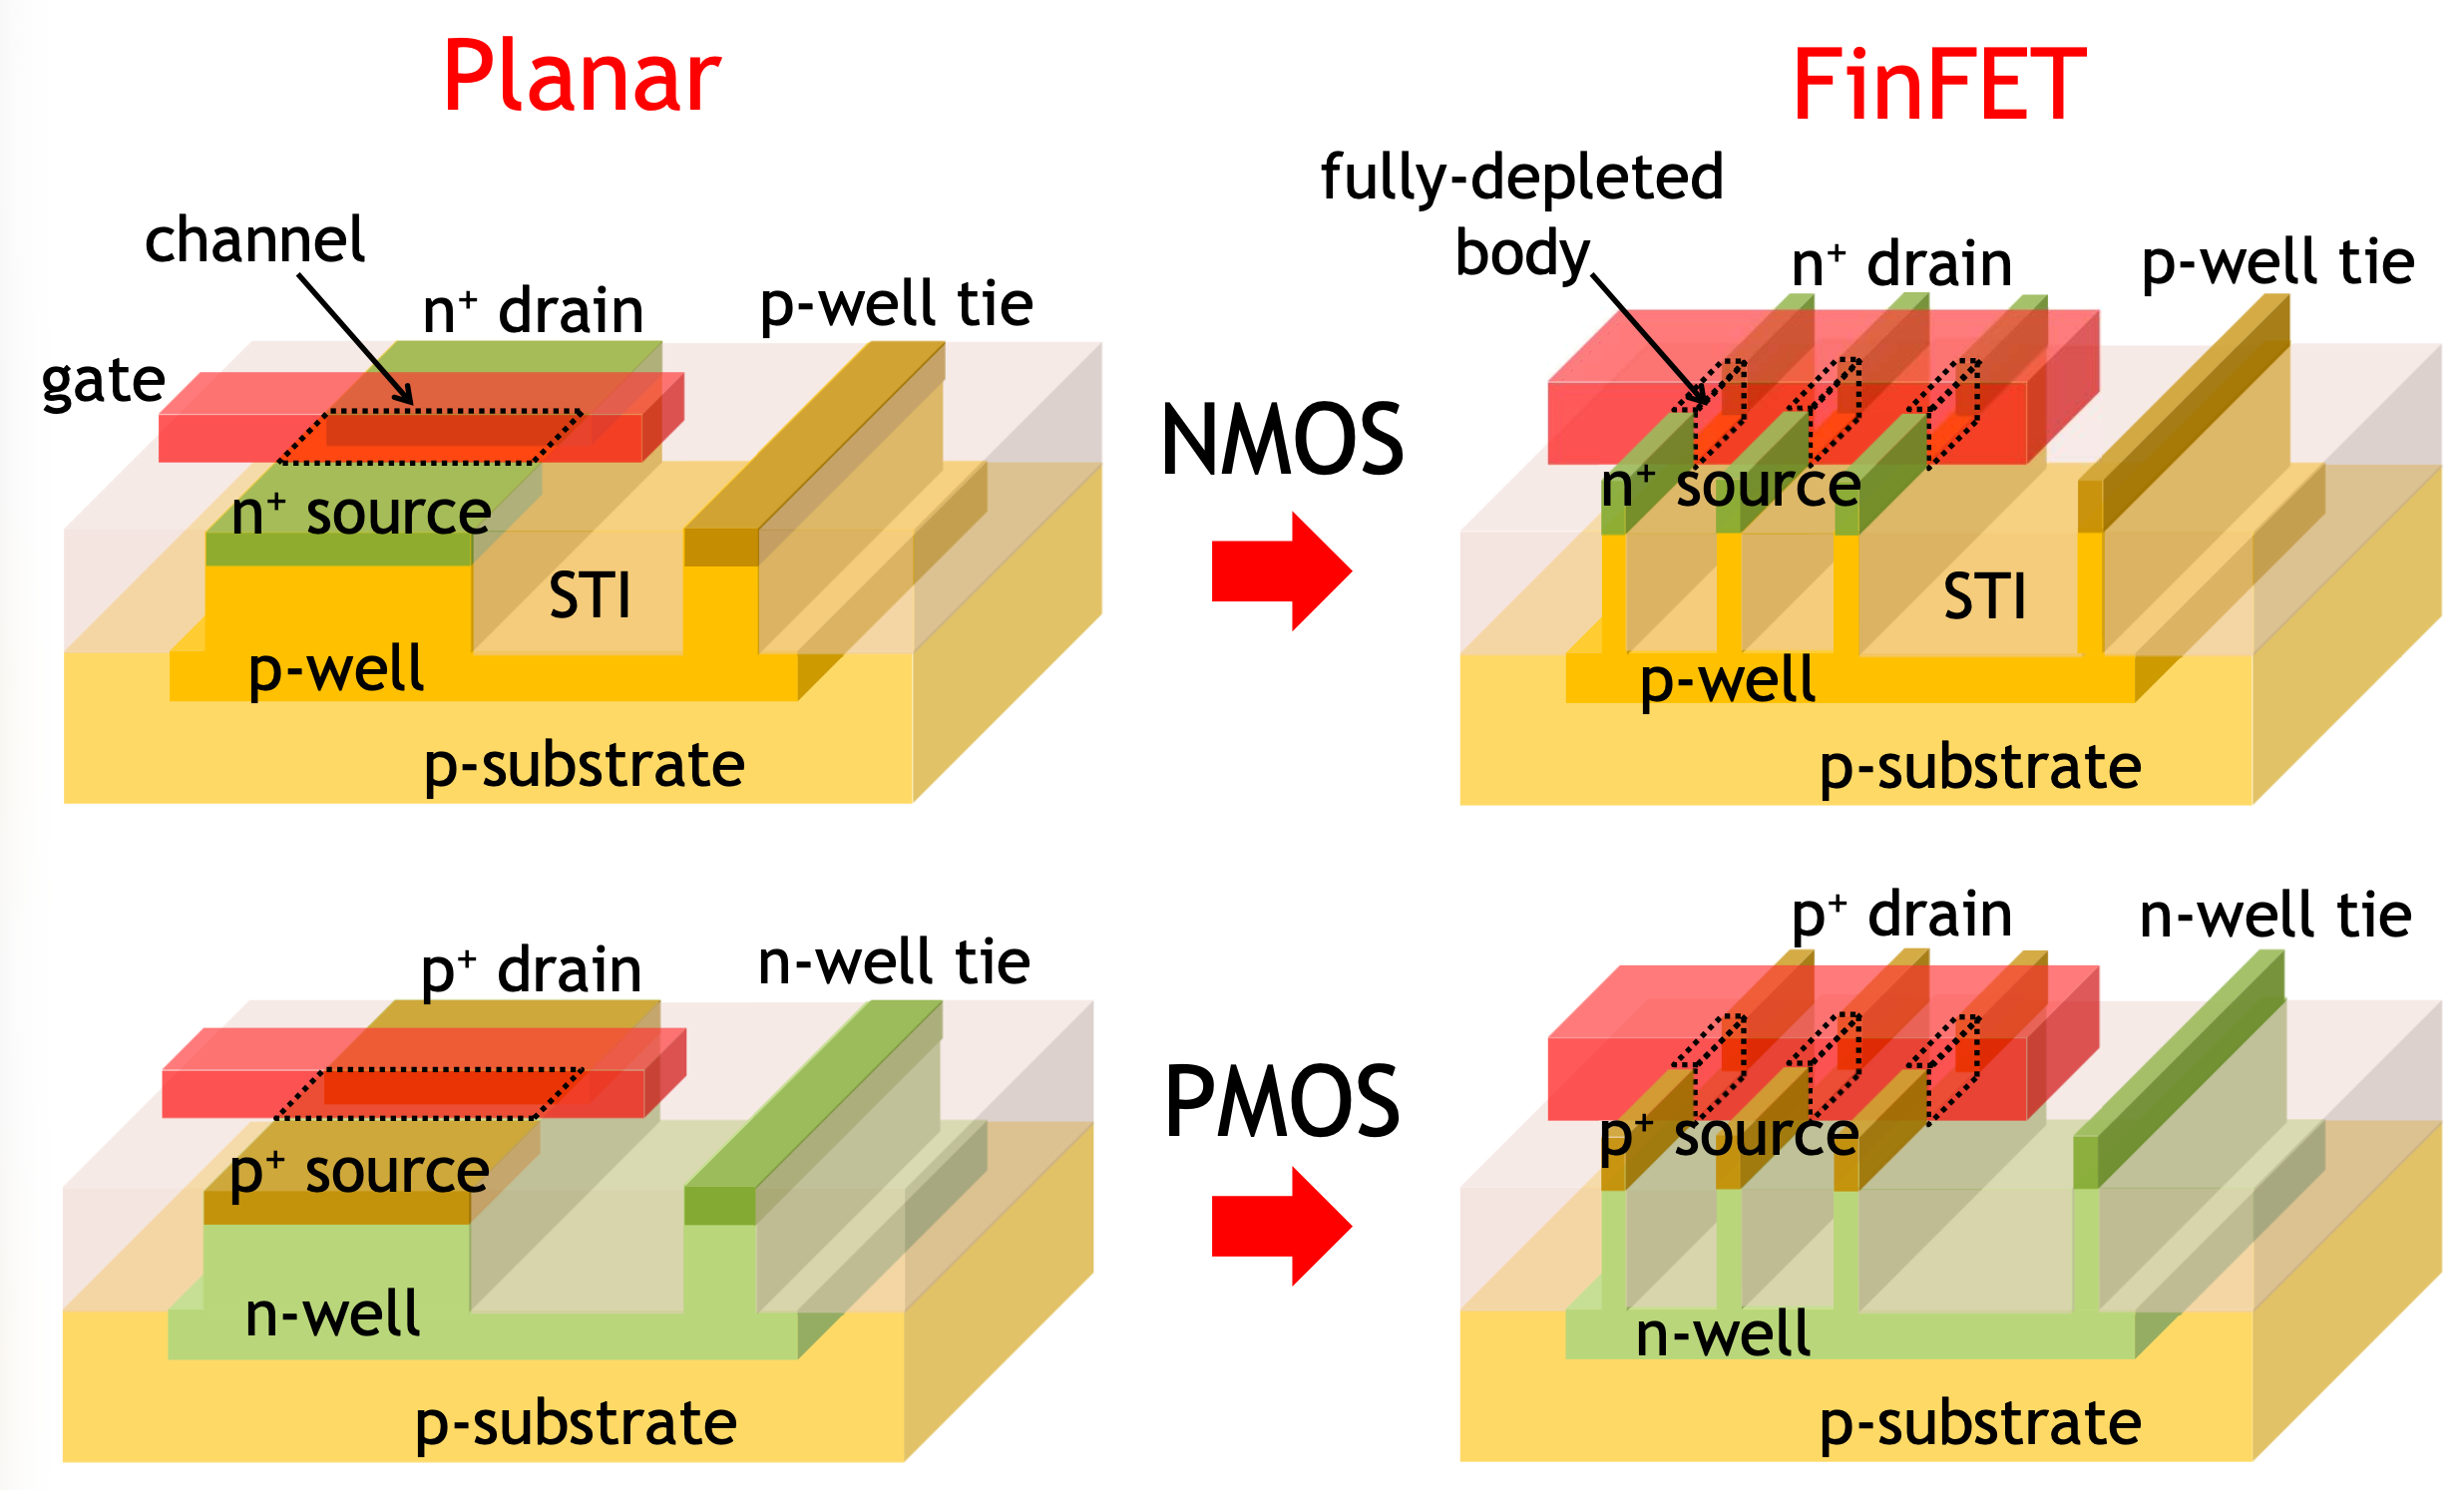 Planar
FinFET
channel
gate
n⁺ drain
p-well tie
n⁺ source
STI
p-well
p-substrate
NMOS
fully-depleted
body
n⁺ drain
p-well tie
n⁺ source
STI
p-well
p-substrate
p⁺ drain
n-well tie
p⁺ source
n-well
p-substrate
PMOS
p⁺ drain
n-well tie
p⁺ source
n-well
p-substrate